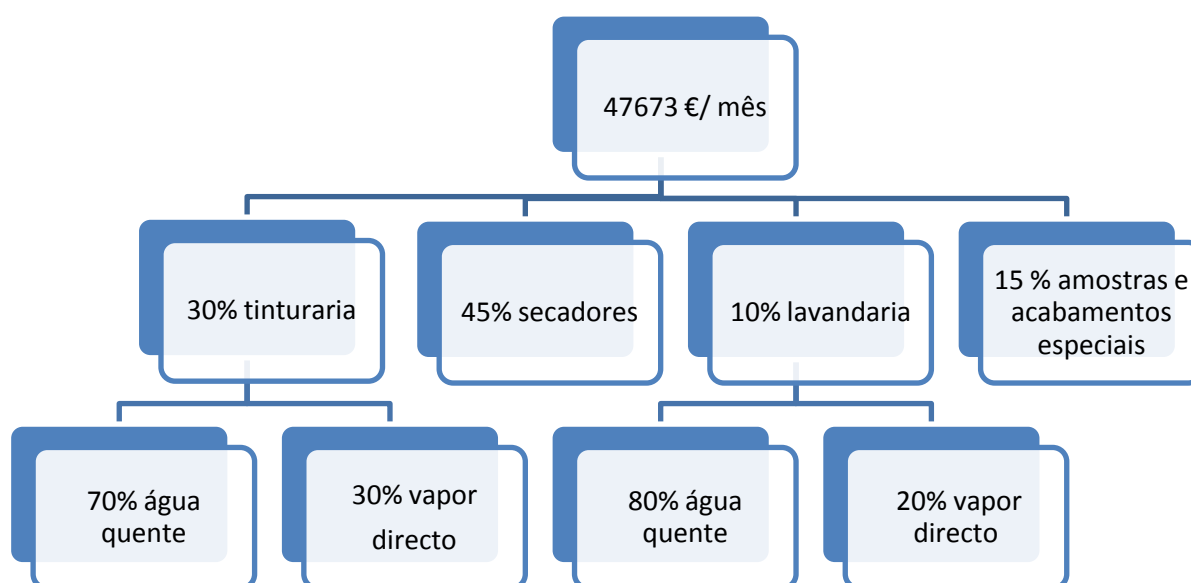 47673 €/ mês
30% tinturaria
45% secadores
10% lavandaria
15 % amostras e
acabamentos
especiais
70% água
quente
30% vapor
directo
80% água
quente
20% vapor
directo